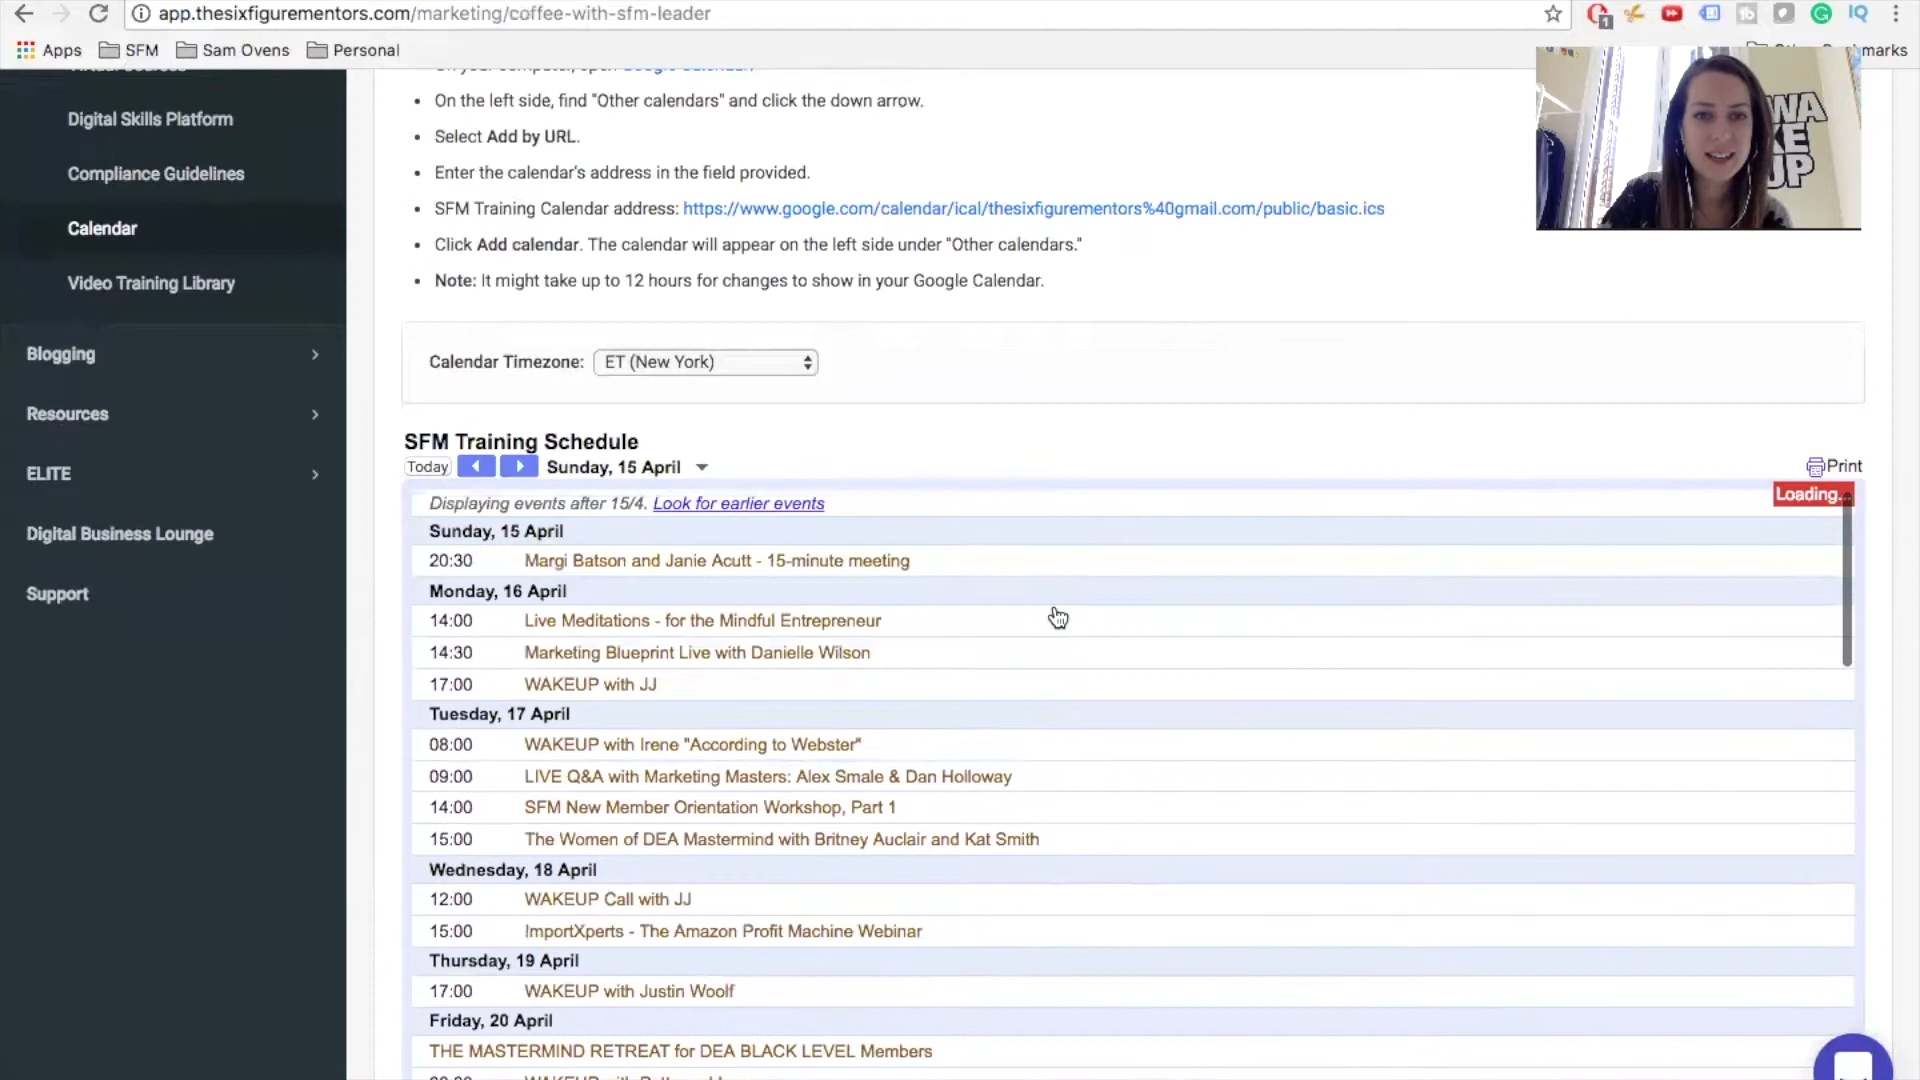 app.thesixfigurementors.com/marketing/coffee-with-sfm-leader
Apps SFM Sam Ovens Personal
Digital Skills Platform
Compliance Guidelines
Calendar
Video Training Library
Blogging
Resources
ELITE
Digital Business Lounge
Support
On the left side, find "Other calendars" and click the down arrow.
Select Add by URL.
Enter the calendar's address in the field provided.
SFM Training Calendar address: https://www.google.com/calendar/ical/thesixfigurementors%40gmail.com/public/basic.ics
Click Add calendar. The calendar will appear on the left side under "Other calendars."
Note: It might take up to 12 hours for changes to show in your Google Calendar.
Calendar Timezone: ET (New York)
SFM Training Schedule
Today Sunday, 15 April Print
Displaying events after 15/4. Look for earlier events
Loading..
Sunday, 15 April
20:30 Margi Batson and Janie Acutt - 15-minute meeting
Monday, 16 April
14:00 Live Meditations - for the Mindful Entrepreneur
14:30 Marketing Blueprint Live with Danielle Wilson
17:00 WAKEUP with JJ
Tuesday, 17 April
08:00 WAKEUP with Irene "According to Webster"
09:00 LIVE Q&A with Marketing Masters: Alex Smale & Dan Holloway
14:00 SFM New Member Orientation Workshop, Part 1
15:00 The Women of DEA Mastermind with Britney Auclair and Kat Smith
Wednesday, 18 April
12:00 WAKEUP Call with JJ
15:00 ImportXperts - The Amazon Profit Machine Webinar
Thursday, 19 April
17:00 WAKEUP with Justin Woolf
Friday, 20 April
THE MASTERMIND RETREAT for DEA BLACK LEVEL Members